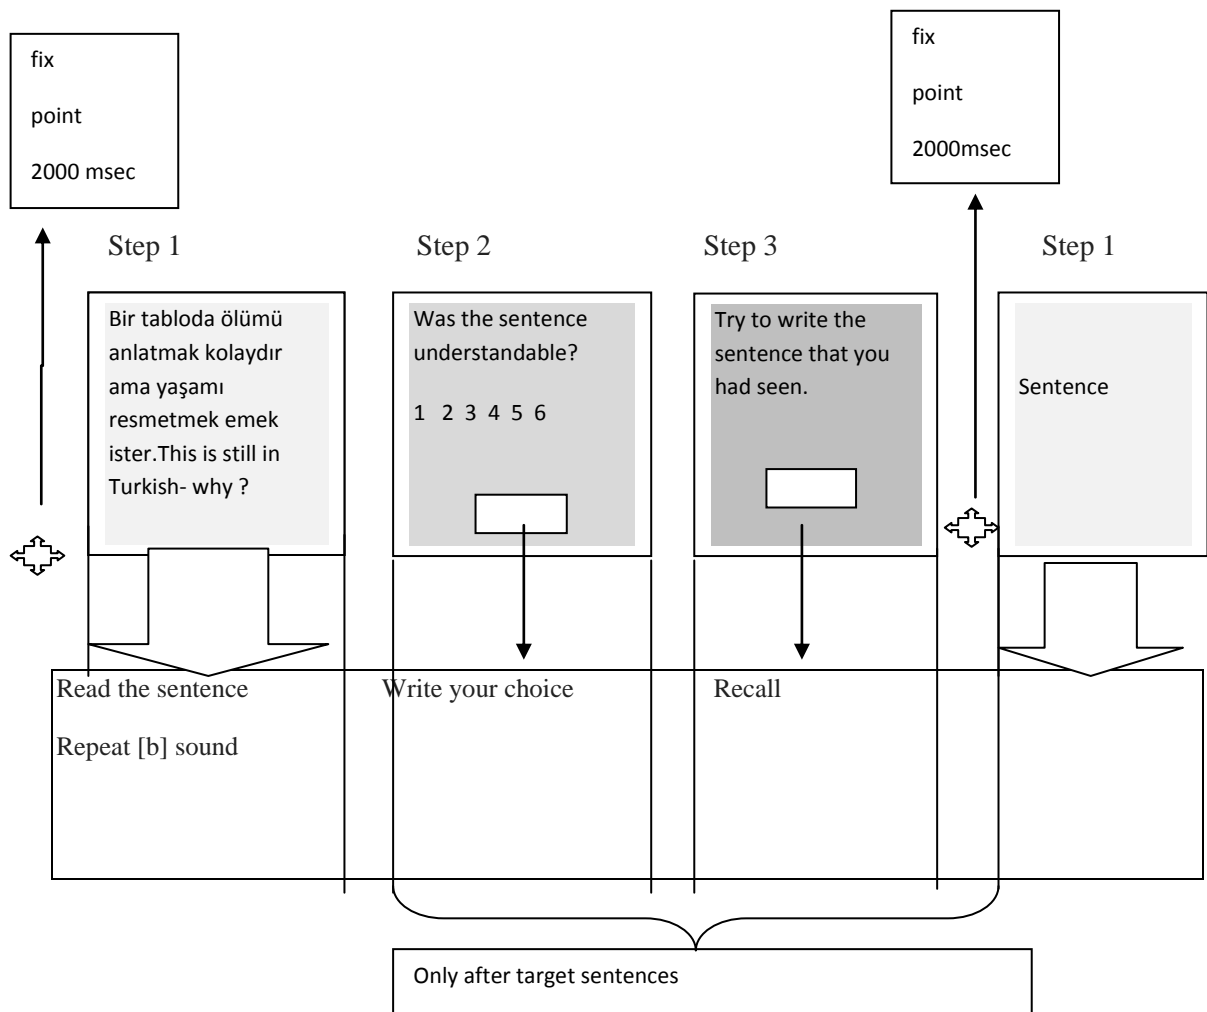 fix
point
2000 msec
fix
point
2000msec
Step 1
Step 2
Step 3
Step 1
Bir tabloda ölümü
anlatmak kolaydır
ama yaşamı
resmetmek emek
ister.This is still in
Turkish- why ?
Was the sentence
understandable?
1 2 3 4 5 6
Try to write the
sentence that you
had seen.
Sentence
Read the sentence
Repeat [b] sound
Write your choice
Recall
Only after target sentences